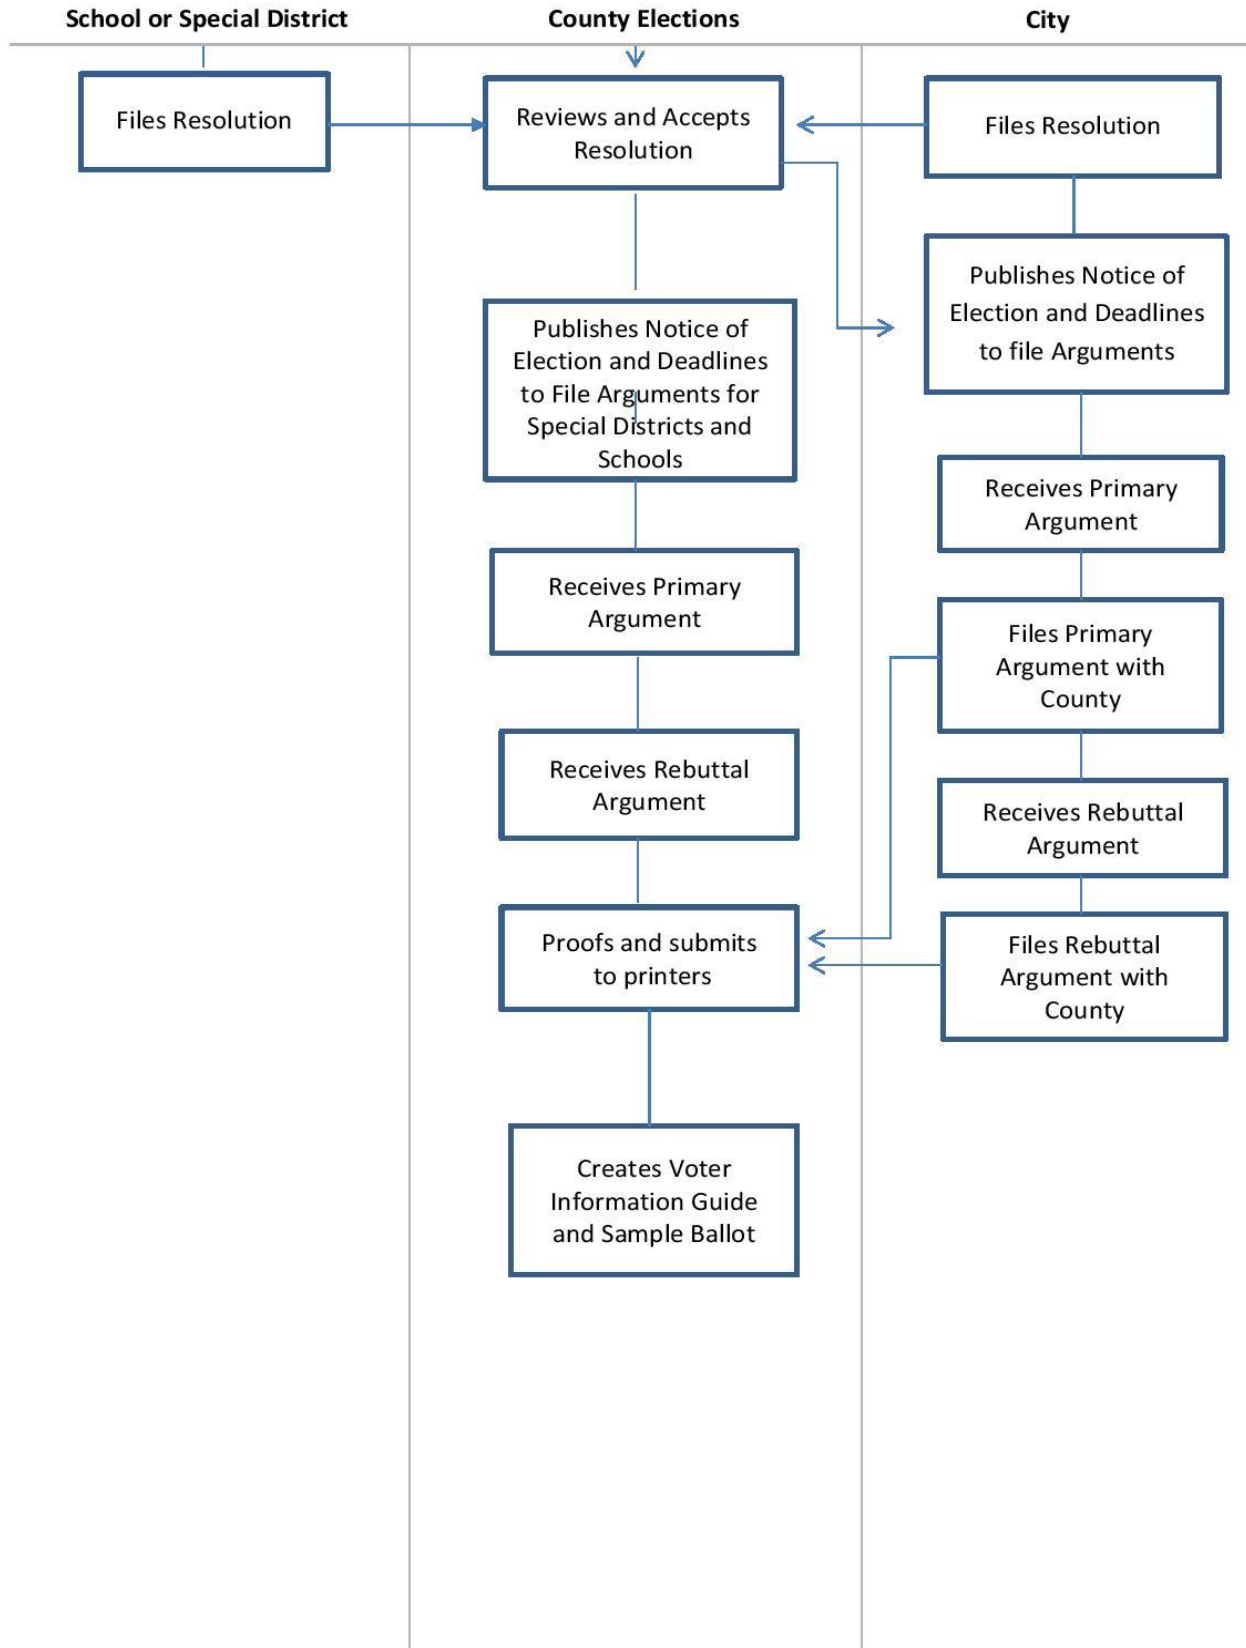 School or Special District
County Elections
City
Files Resolution
Reviews and Accepts
Resolution
Files Resolution
Publishes Notice of
Election and Deadlines
to file Arguments
Publishes Notice of
Election and Deadlines
to File Arguments for
Special Districts and
Schools
Receives Primary
Argument
Receives Primary
Argument
Files Primary
Argument with
County
Receives Rebuttal
Argument
Receives Rebuttal
Argument
Proofs and submits
to printers
Files Rebuttal
Argument with
County
Creates Voter
Information Guide
and Sample Ballot